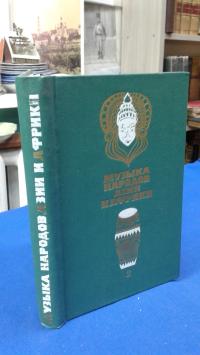 МУЗЫКА НАРОДОВ АЗИИ И АФРИКИ
МУЗЫКА
НАРОДОВ
АЗИИ
И АФРИКИ
2